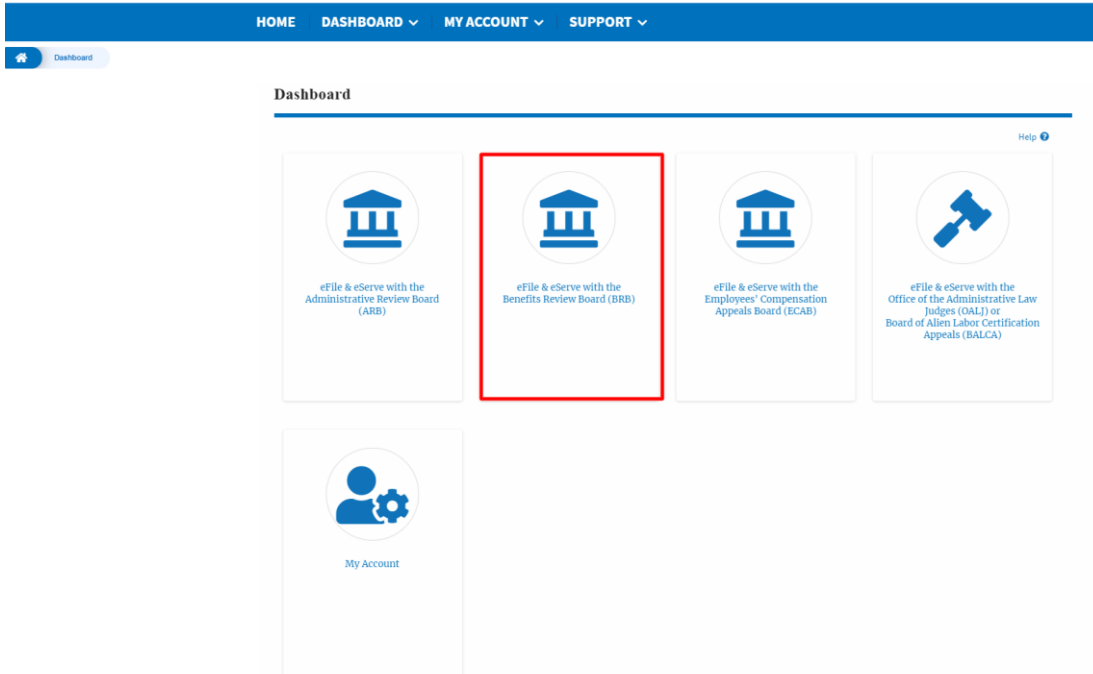 HOME DASHBOARD MY ACCOUNT SUPPORT
Dashboard
Dashboard
Help
eFile & eServe with the
Administrative Review Board
(ARB)
eFile & eServe with the
Benefits Review Board (BRB)
eFile & eServe with the
Employees' Compensation
Appeals Board (ECAB)
eFile & eServe with the
Office of the Administrative Law
Judges (OALJ) or
Board of Alien Labor Certification
Appeals (BALCA)
My Account